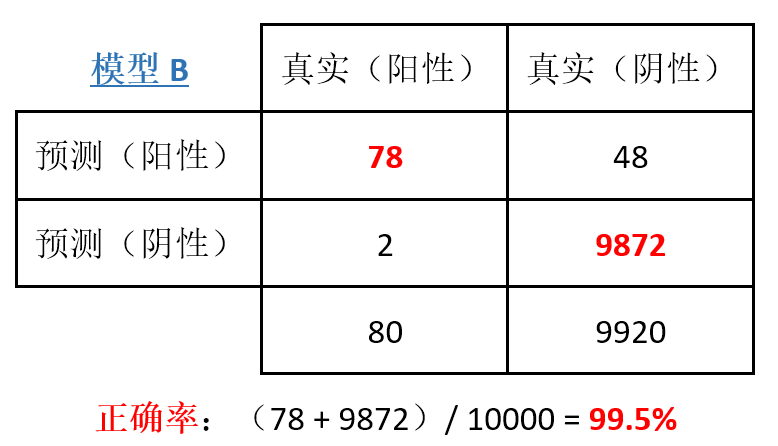 模型 B 真实（阳性） 真实（阴性）
预测（阳性） 78 48
预测（阴性） 2 9872
80 9920
正确率：（78 + 9872）/ 10000 = 99.5%